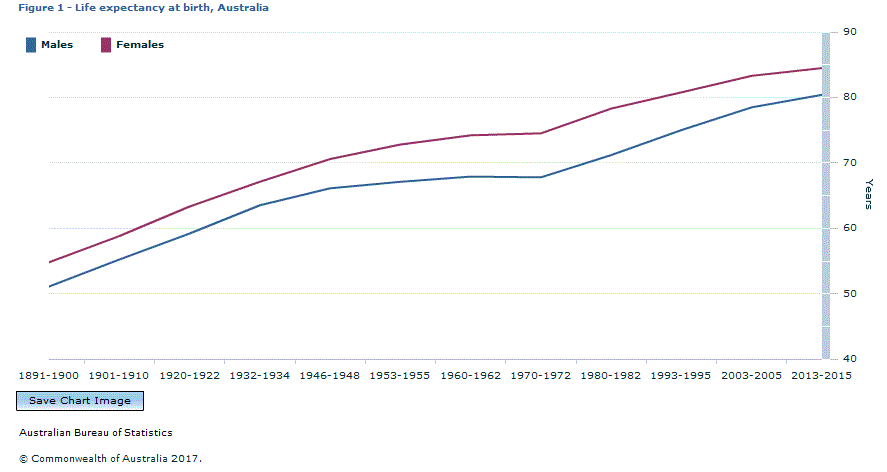 Figure 1 - Life expectancy at birth, Australia
Males Females
90
80
70
Years
60
50
40
1891-1900 1901-1910 1920-1922 1932-1934 1946-1948 1953-1955 1960-1962 1970-1972 1980-1982 1993-1995 2003-2005 2013-2015
Save Chart Image
Australian Bureau of Statistics
© Commonwealth of Australia 2017.